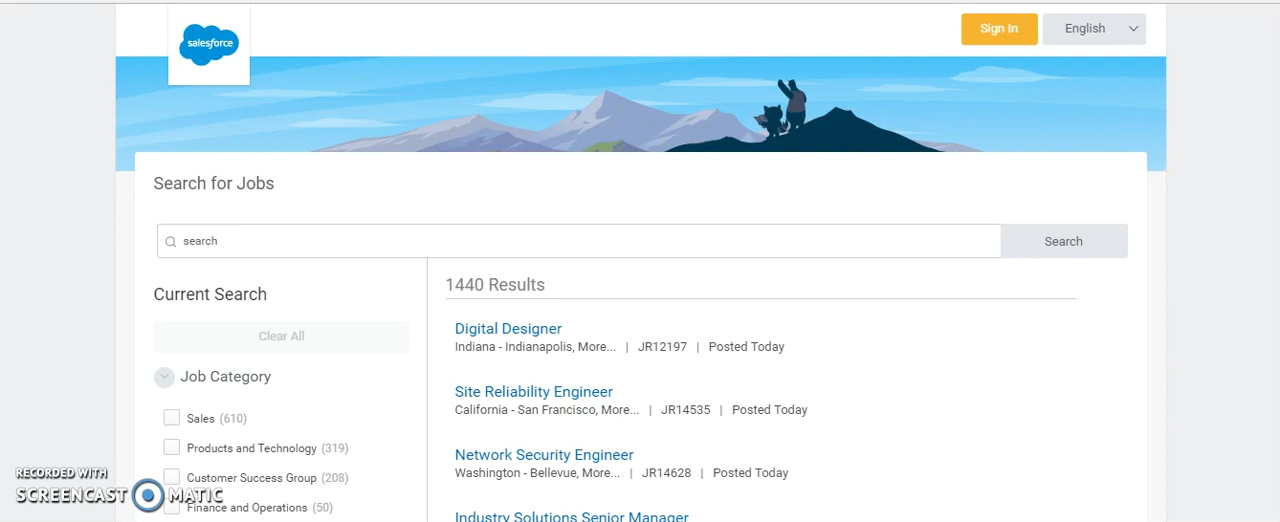 salesforce
Sign In
English
Search for Jobs
search
Search
Current Search
Clear All
Job Category
Sales (610)
Products and Technology (319)
Customer Success Group (208)
Finance and Operations (50)
1440 Results
Digital Designer
Indiana - Indianapolis, More... | JR12197 | Posted Today
Site Reliability Engineer
California - San Francisco, More... | JR14535 | Posted Today
Network Security Engineer
Washington - Bellevue, More... | JR14628 | Posted Today
Industry Solutions Senior Manager
RECORDED WITH
SCREENCAST MATIC